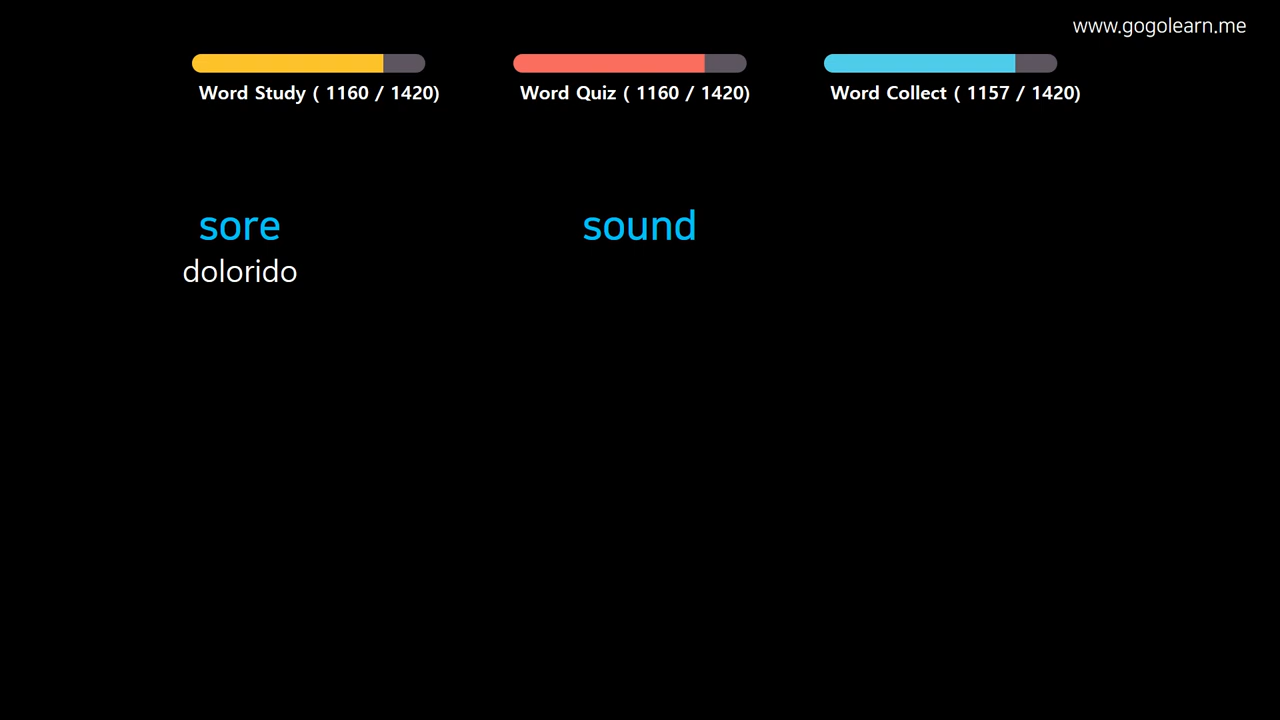 www.gogolearn.me
Word Study ( 1160 / 1420)
Word Quiz ( 1160 / 1420)
Word Collect ( 1157 / 1420)
sore
dolorido
sound